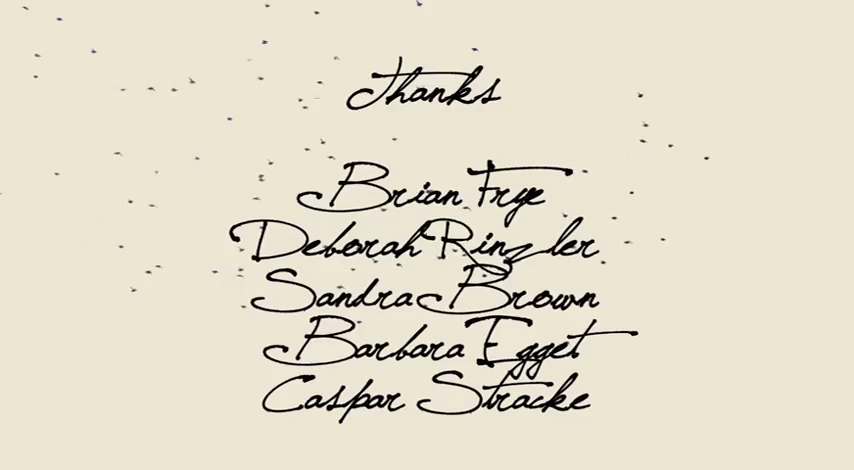 Thanks
Brian Frye
Deborah Rinzler
Sandra Brown
Barbara Egget
Caspar Stracke